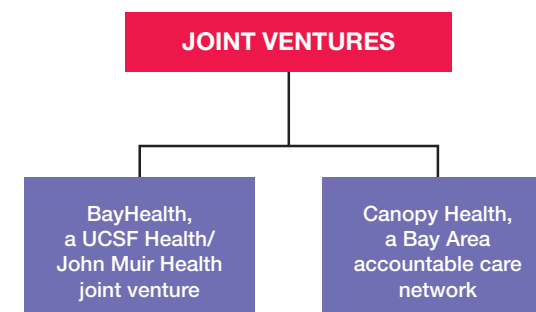 JOINT VENTURES
BayHealth,
a UCSF Health/
John Muir Health
joint venture
Canopy Health,
a Bay Area
accountable care
network